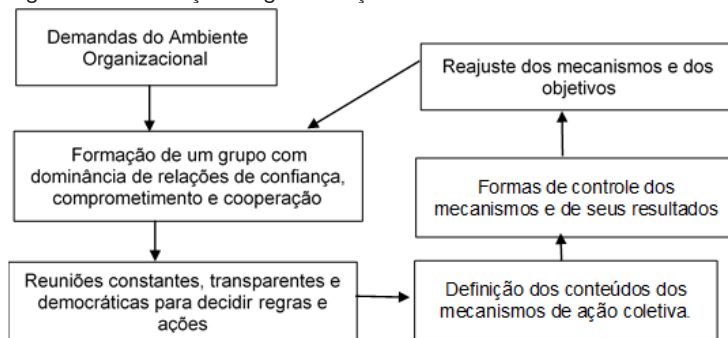 Demandas do Ambiente
Organizacional
Formação de um grupo com
dominância de relações de confiança,
comprometimento e cooperação
Reuniões constantes, transparentes e
democráticas para decidir regras e
ações
Definição dos conteúdos dos
mecanismos de ação coletiva.
Formas de controle dos
mecanismos e de seus resultados
Reajuste dos mecanismos e dos
objetivos